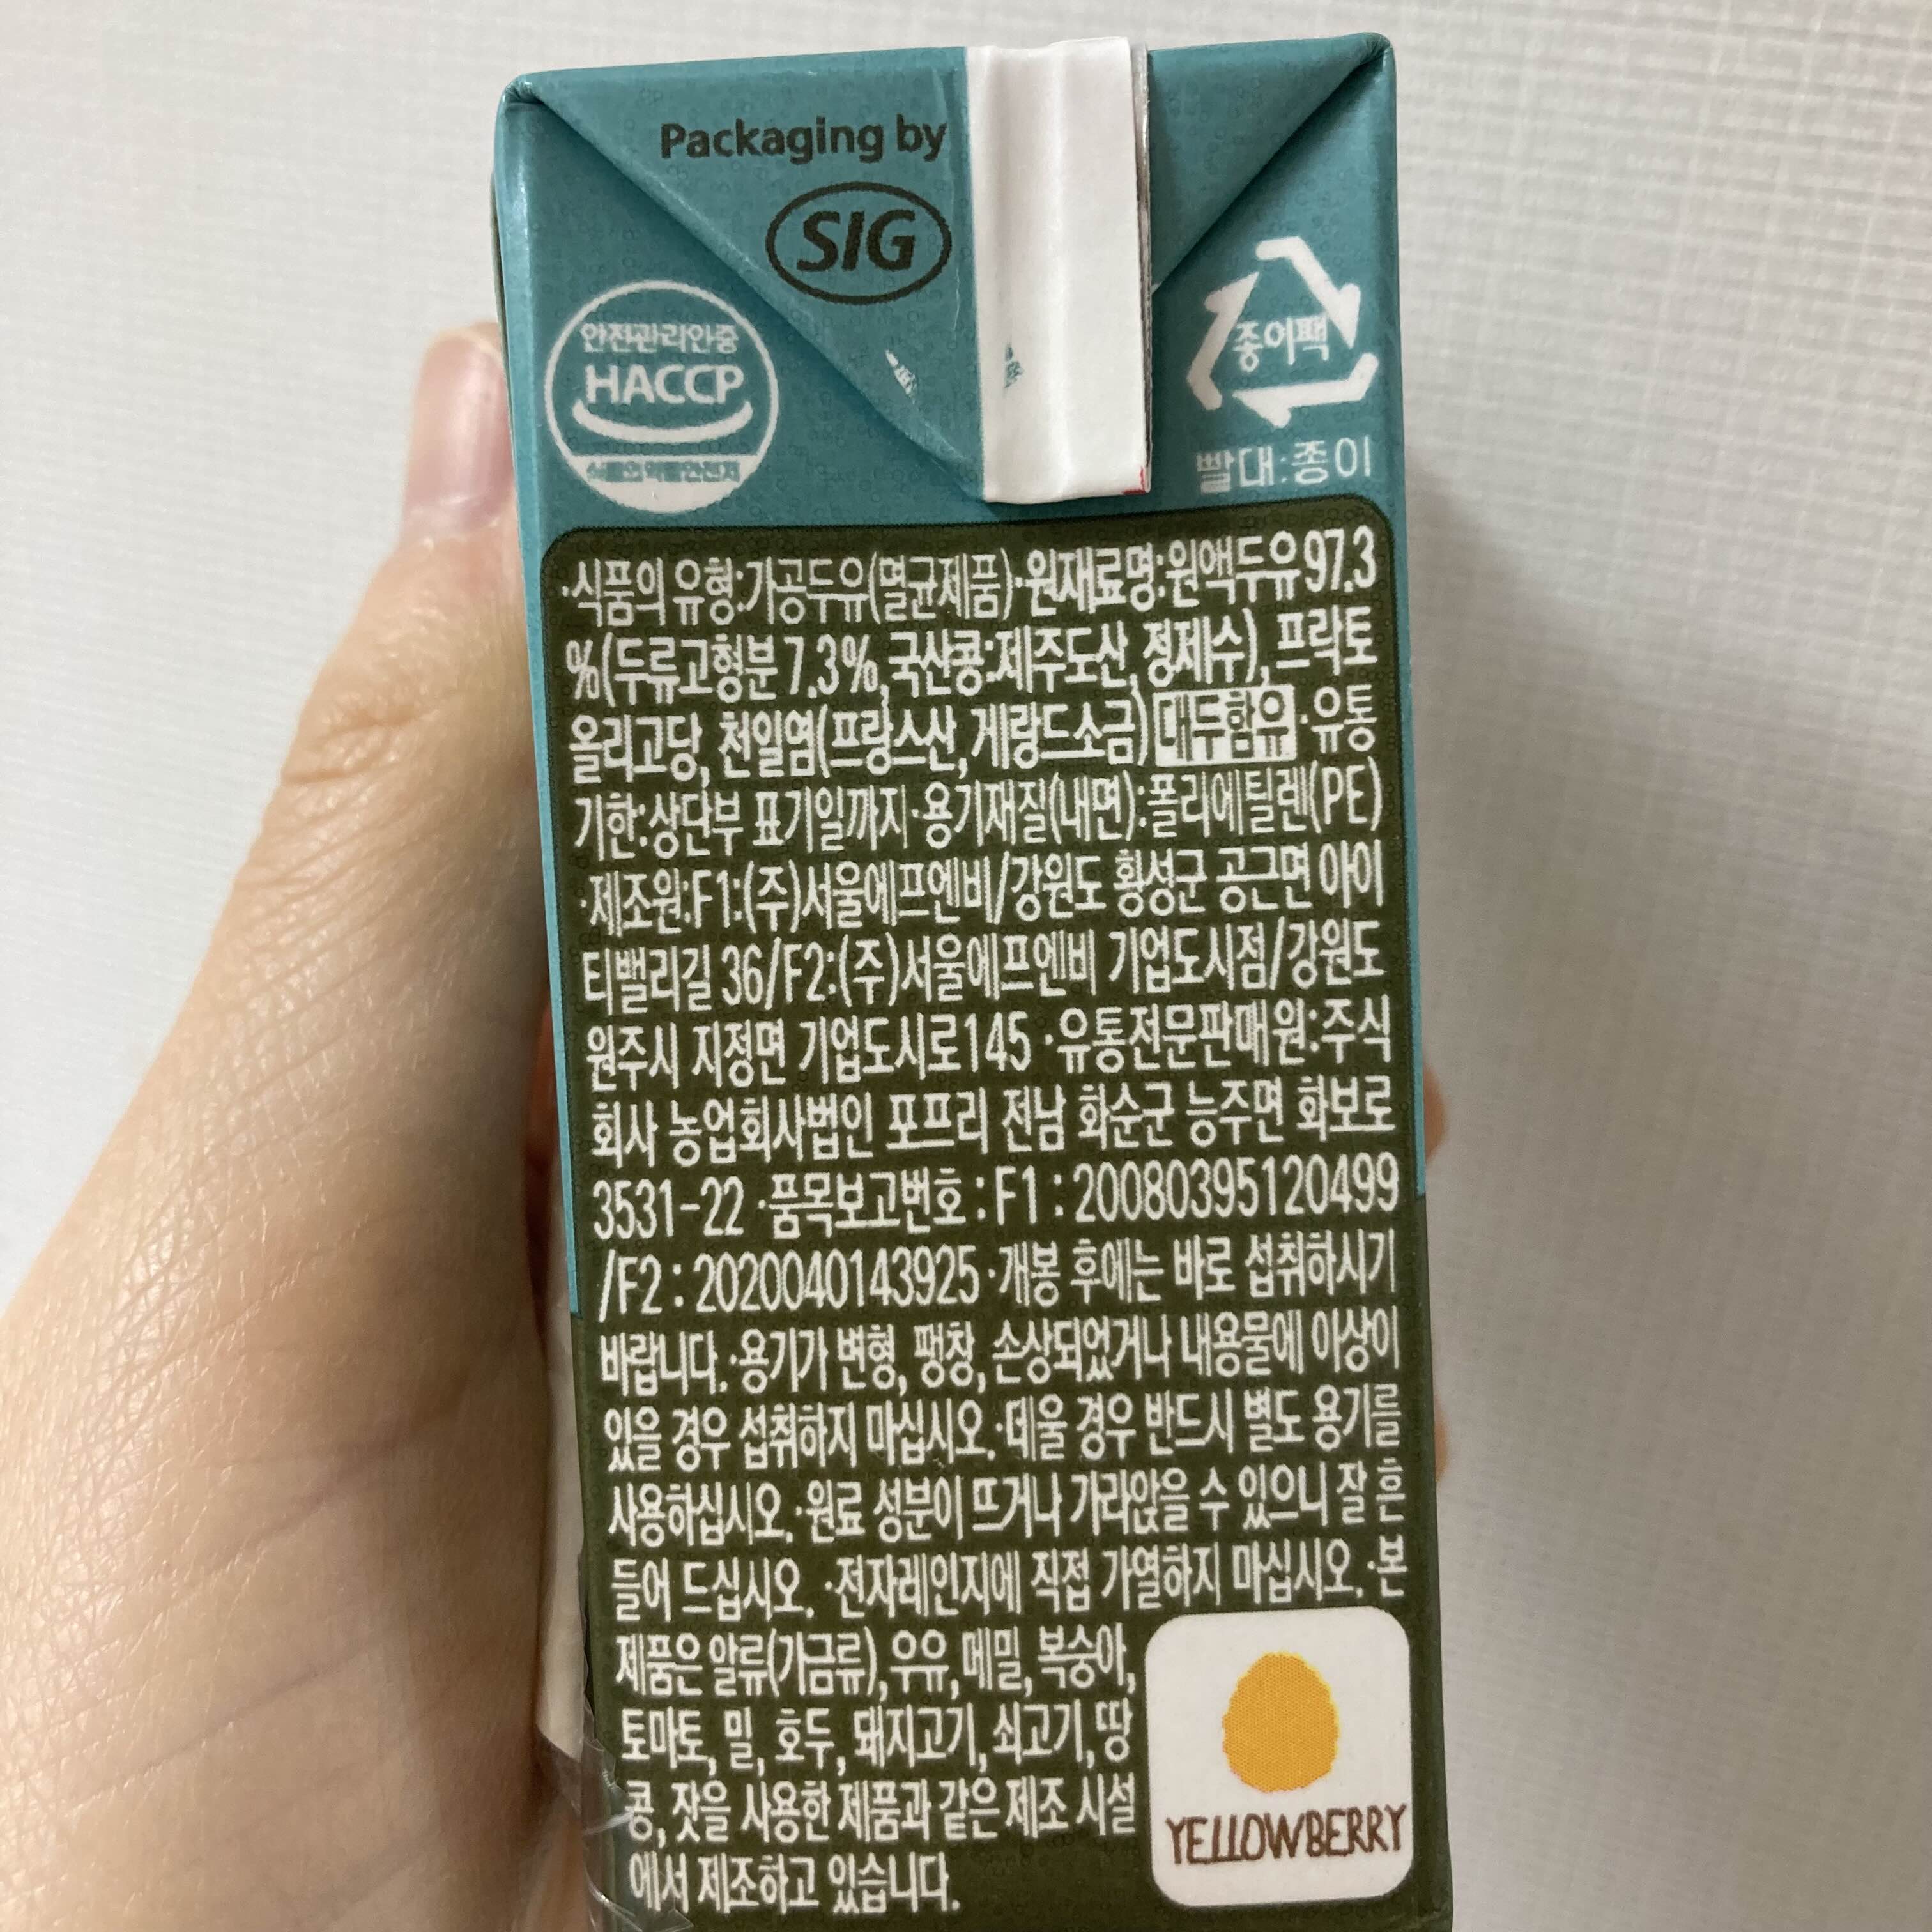 Packaging by
SIG
안전관리인증
HACCP
식품의약품안전처
종이팩
빨대:종이
·식품의 유형:가공두유(멸균제품)·원재료명:원액두유97.3
%(두류고형분 7.3%,국산콩:제주도산, 정제수), 프락토
올리고당, 천일염(프랑스산, 게랑드소금) 대두함유 ·유통
기한:상단부 표기일까지 ·용기재질(내면):폴리에틸렌(PE)
·제조원:F1:(주)서울에프엔비/강원도 횡성군 공근면 아이
티밸리길 36/F2:(주)서울에프엔비 기업도시점/강원도
원주시 지정면 기업도시로145 ·유통전문판매원:주식
회사 농업회사법인 포프리 전남 화순군 능주면 화보로
3531-22 ·품목보고번호 : F1 : 20080395120499
/F2 : 2020040143925 ·개봉 후에는 바로 섭취하시기
바랍니다. ·용기가 변형, 팽창, 손상되었거나 내용물에 이상이
있을 경우 섭취하지 마십시오. ·데울 경우 반드시 별도 용기를
사용하십시오. ·원료 성분이 뜨거나 가라앉을 수 있으니 잘 흔
들어 드십시오. ·전자레인지에 직접 가열하지 마십시오. ·본
제품은 알류(가금류), 우유, 메밀, 복숭아,
토마토, 밀, 호두, 돼지고기, 쇠고기, 땅
콩, 잣을 사용한 제품과 같은 제조 시설
에서 제조하고 있습니다.
YELLOWBERRY